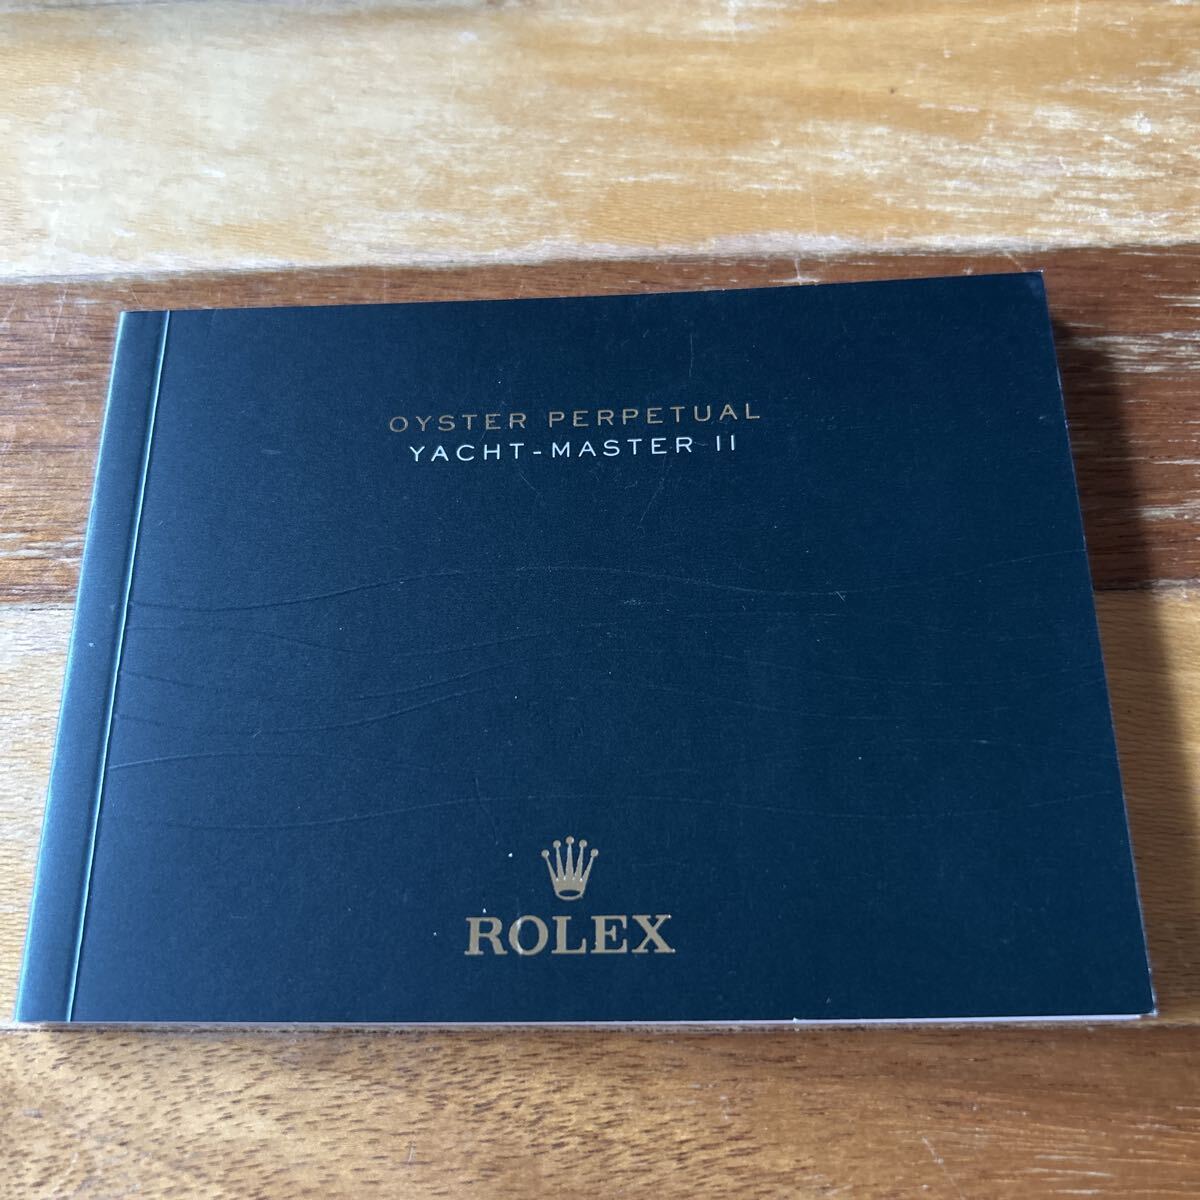 OYSTER PERPETUAL
YACHT-MASTER II
ROLEX